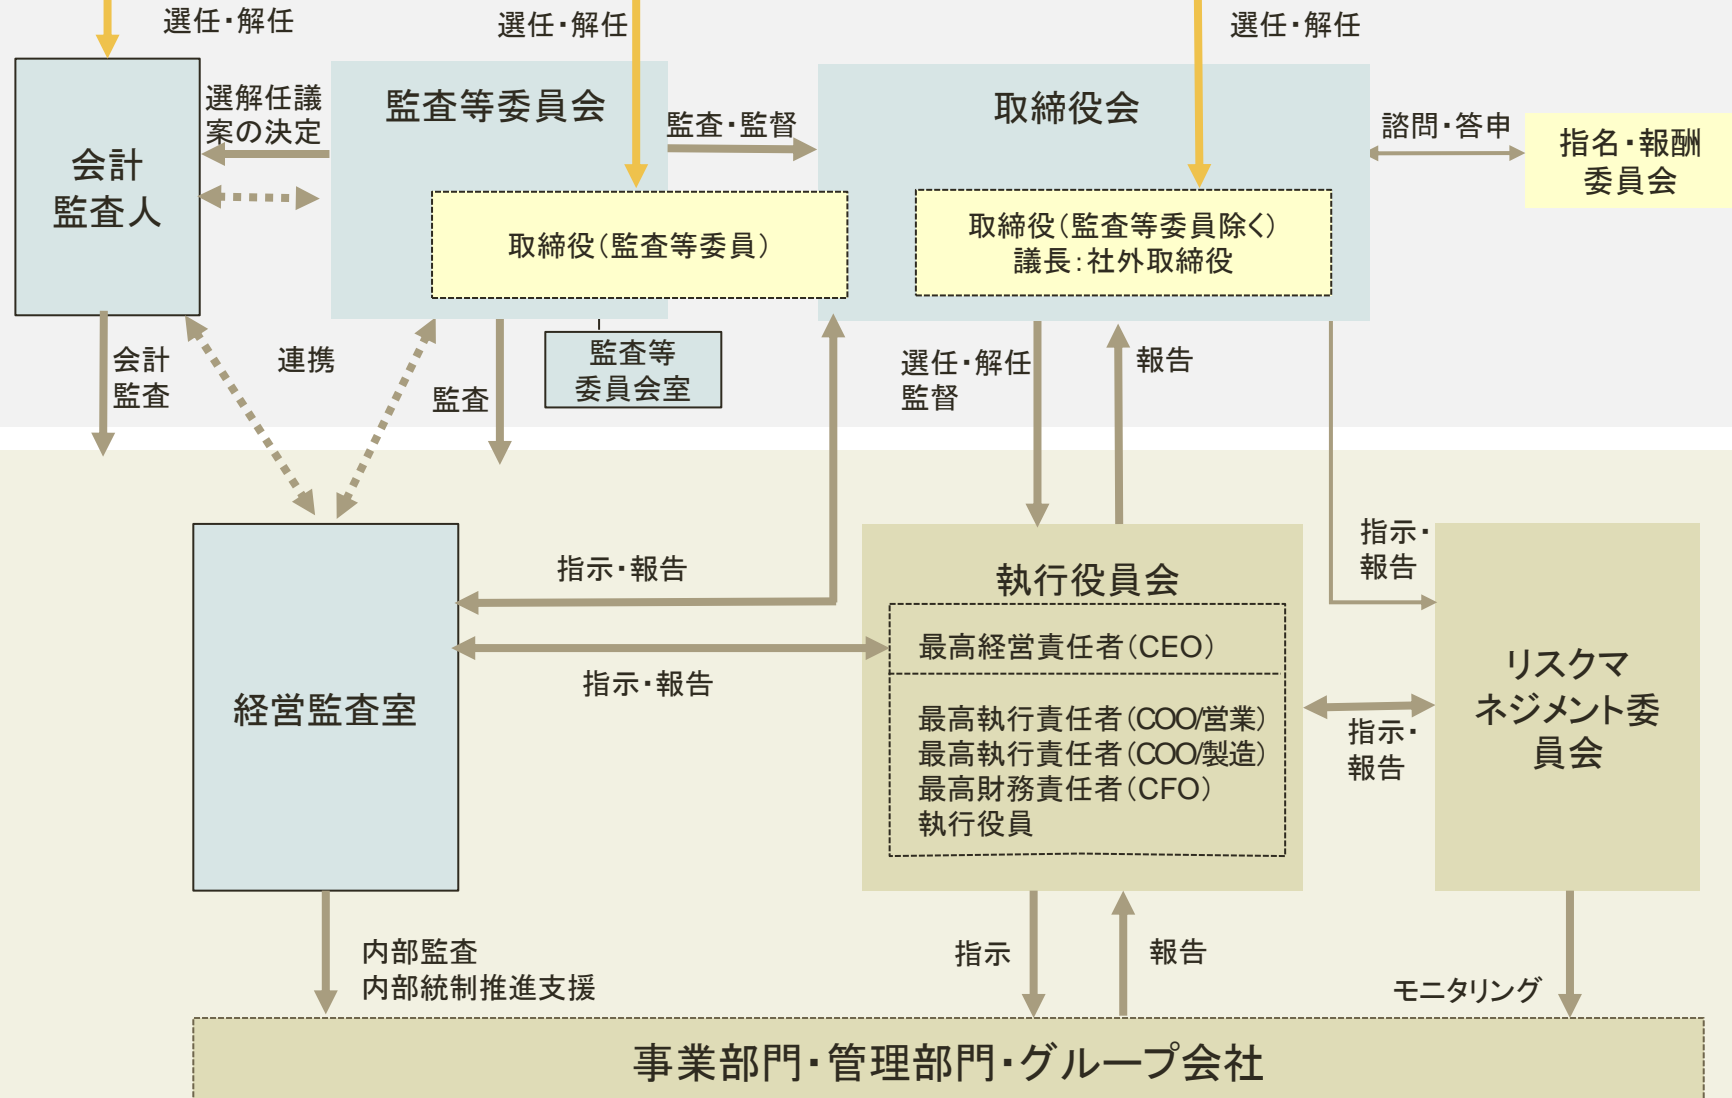 選任・解任
選任・解任
選任・解任
会計
監査人
選解任議
案の決定
監査等委員会
監査・監督
取締役会
諮問・答申
指名・報酬
委員会
取締役（監査等委員）
取締役（監査等委員除く）
議長：社外取締役
会計
監査
連携
監査
監査等
委員会室
選任・解任
監督
報告
指示・報告
指示・報告
経営監査室
執行役員会
最高経営責任者（CEO）
最高執行責任者（COO/営業）
最高執行責任者（COO/製造）
最高財務責任者（CFO）
執行役員
指示・
報告
指示・
報告
リスクマ
ネジメント委
員会
内部監査
内部統制推進支援
指示
報告
モニタリング
事業部門・管理部門・グループ会社